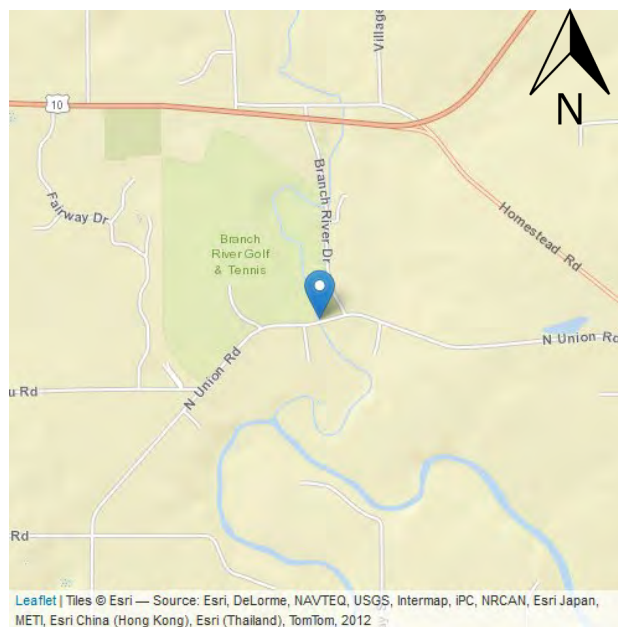 Village
N
10
Branch River Dr
Homestead Rd
Fairway Dr
Branch
River Golf
& Tennis
N Union Rd
N Union Rd
u Rd
Rd
Leaflet | Tiles © Esri — Source: Esri, DeLorme, NAVTEQ, USGS, Intermap, iPC, NRCAN, Esri Japan,
METI, Esri China (Hong Kong), Esri (Thailand), TomTom, 2012